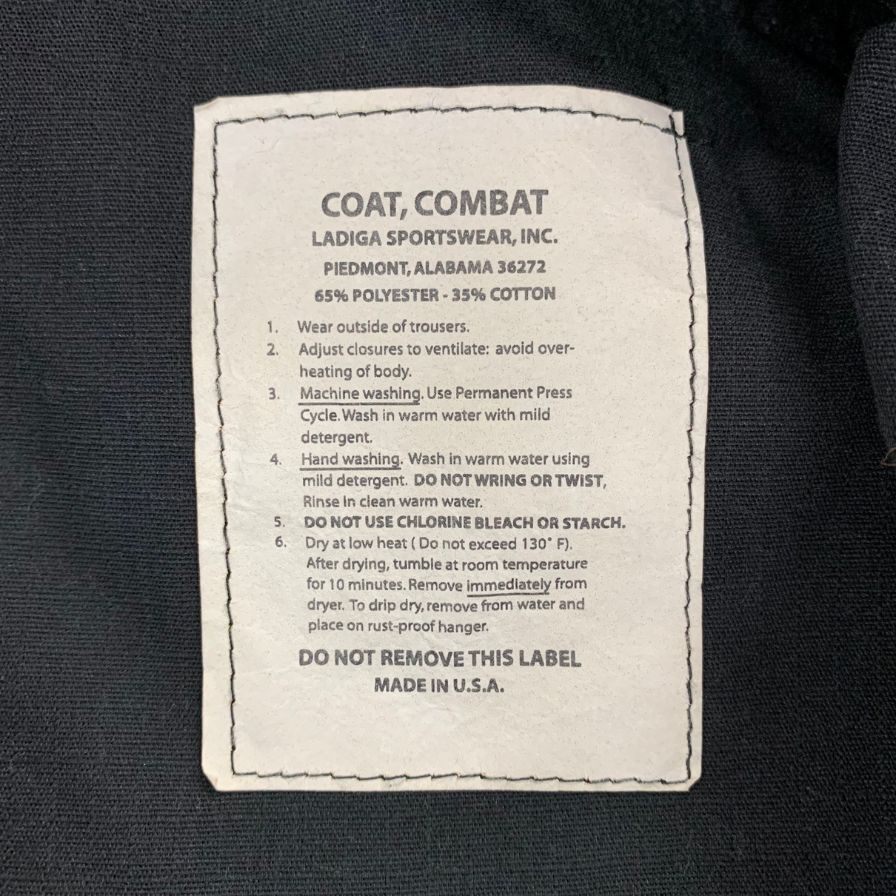 COAT, COMBAT
LADIGA SPORTSWEAR, INC.
PIEDMONT, ALABAMA 36272
65% POLYESTER - 35% COTTON
1. Wear outside of trousers.
2. Adjust closures to ventilate: avoid over-
heating of body.
3. Machine washing. Use Permanent Press
Cycle. Wash in warm water with mild
detergent.
4. Hand washing. Wash in warm water using
mild detergent. DO NOT WRING OR TWIST,
Rinse in clean warm water.
5. DO NOT USE CHLORINE BLEACH OR STARCH.
6. Dry at low heat ( Do not exceed 130° F).
After drying, tumble at room temperature
for 10 minutes. Remove immediately from
dryer. To drip dry, remove from water and
place on rust-proof hanger.
DO NOT REMOVE THIS LABEL
MADE IN U.S.A.